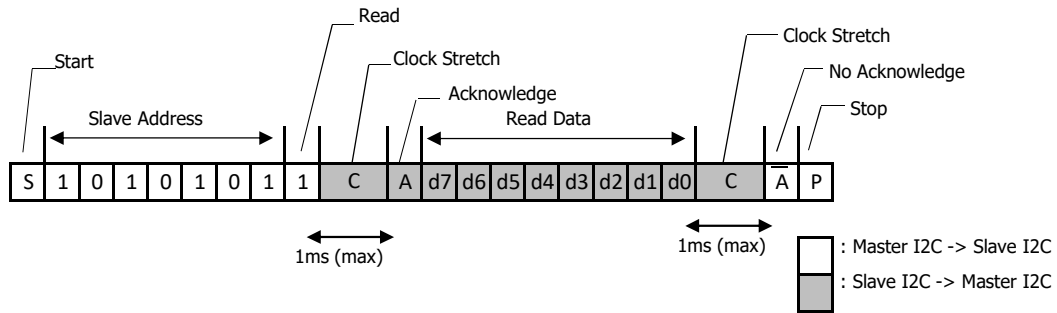 Read
Clock Stretch
Start
Clock Stretch
No Acknowledge
Acknowledge
Stop
Slave Address
Read Data
S 1 0 1 0 1 0 1 1 C A d7 d6 d5 d4 d3 d2 d1 d0 C A̅ P
1ms (max)
1ms (max)
: Master I2C -> Slave I2C
: Slave I2C -> Master I2C